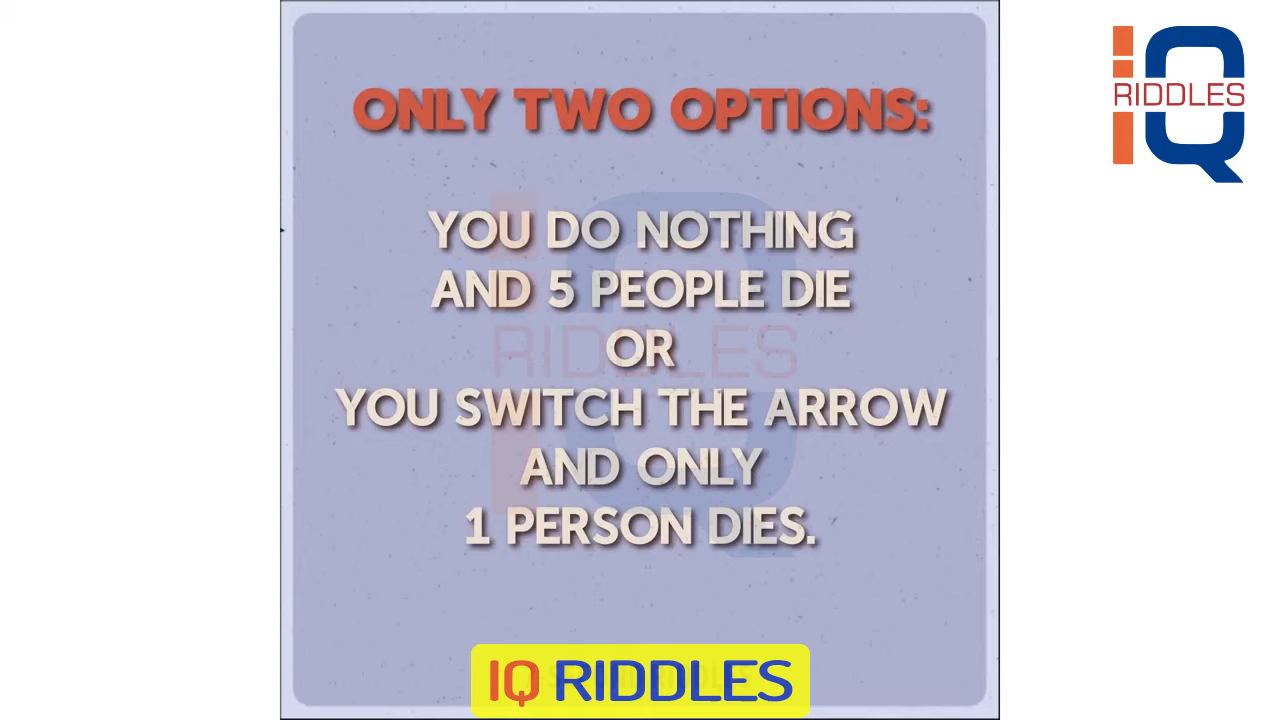 ONLY TWO OPTIONS:
YOU DO NOTHING
AND 5 PEOPLE DIE
OR
YOU SWITCH THE ARROW
AND ONLY
1 PERSON DIES.
IQ RIDDLES
RIDDLES
IQ
RIDDLES